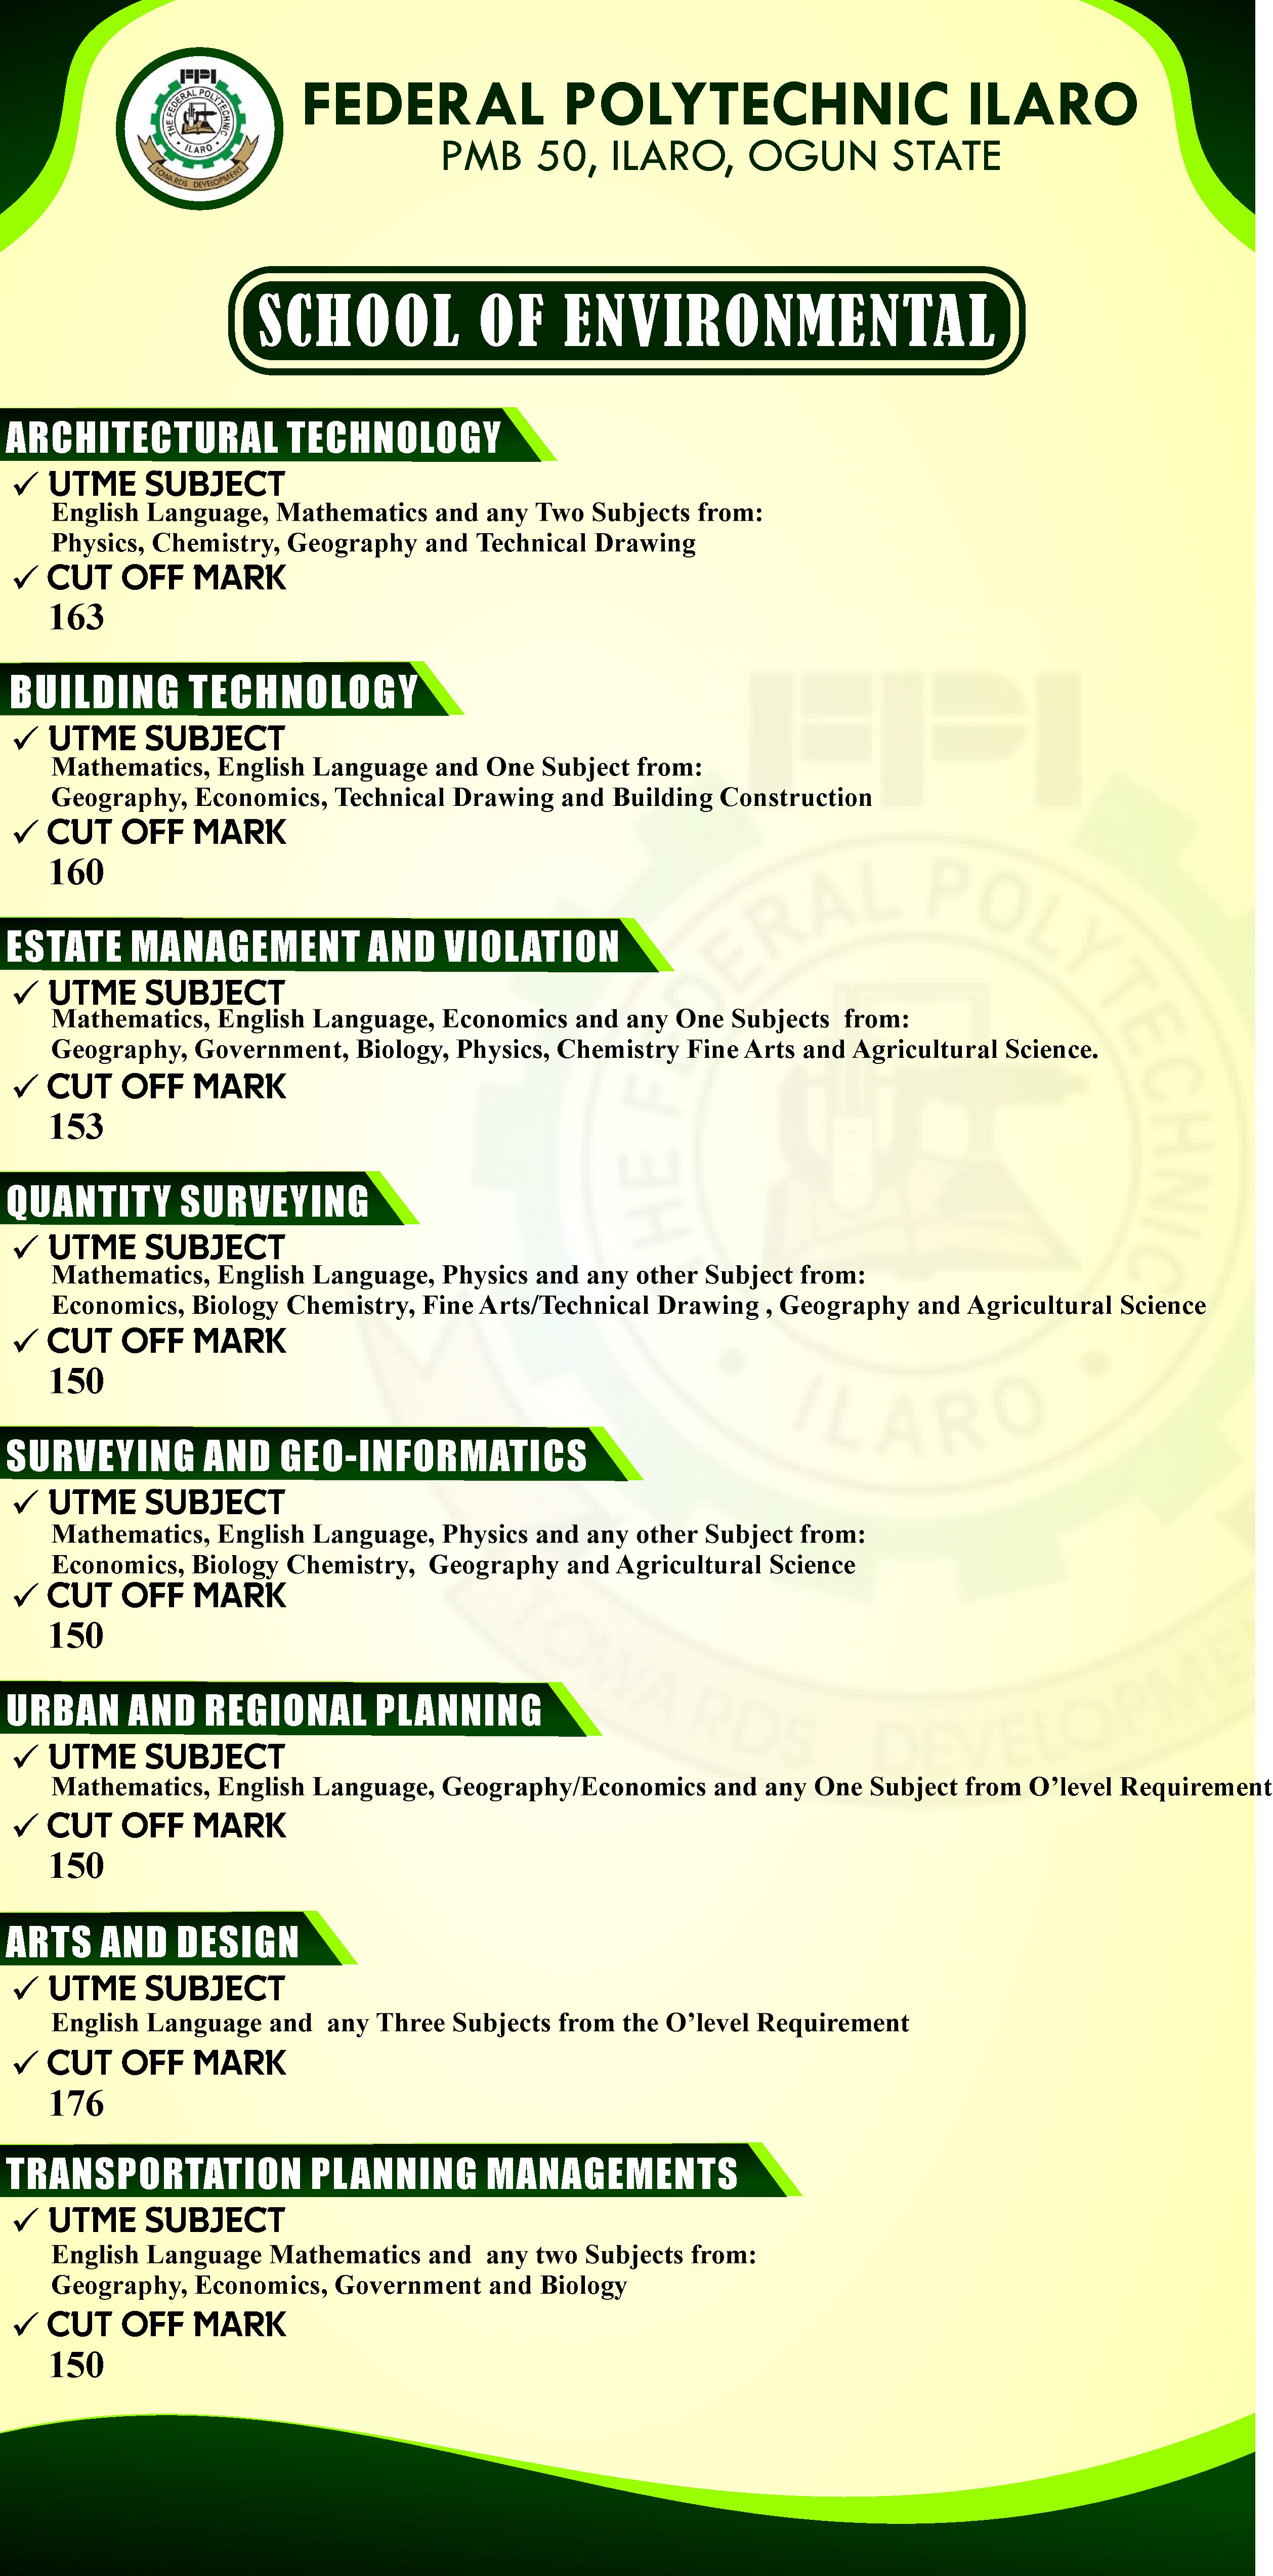 FPI
THE FEDERAL POLYTECHNIC
ILARO
TOWARDS DEVELOPMENT
FEDERAL POLYTECHNIC ILARO
PMB 50, ILARO, OGUN STATE
SCHOOL OF ENVIRONMENTAL
ARCHITECTURAL TECHNOLOGY
✓ UTME SUBJECT
English Language, Mathematics and any Two Subjects from:
Physics, Chemistry, Geography and Technical Drawing
✓ CUT OFF MARK
163
BUILDING TECHNOLOGY
✓ UTME SUBJECT
Mathematics, English Language and One Subject from:
Geography, Economics, Technical Drawing and Building Construction
✓ CUT OFF MARK
160
ESTATE MANAGEMENT AND VIOLATION
✓ UTME SUBJECT
Mathematics, English Language, Economics and any One Subjects from:
Geography, Government, Biology, Physics, Chemistry Fine Arts and Agricultural Science.
✓ CUT OFF MARK
153
QUANTITY SURVEYING
✓ UTME SUBJECT
Mathematics, English Language, Physics and any other Subject from:
Economics, Biology Chemistry, Fine Arts/Technical Drawing , Geography and Agricultural Science
✓ CUT OFF MARK
150
SURVEYING AND GEO-INFORMATICS
✓ UTME SUBJECT
Mathematics, English Language, Physics and any other Subject from:
Economics, Biology Chemistry, Geography and Agricultural Science
✓ CUT OFF MARK
150
URBAN AND REGIONAL PLANNING
✓ UTME SUBJECT
Mathematics, English Language, Geography/Economics and any One Subject from O’level Requirement
✓ CUT OFF MARK
150
ARTS AND DESIGN
✓ UTME SUBJECT
English Language and any Three Subjects from the O’level Requirement
✓ CUT OFF MARK
176
TRANSPORTATION PLANNING MANAGEMENTS
✓ UTME SUBJECT
English Language Mathematics and any two Subjects from:
Geography, Economics, Government and Biology
✓ CUT OFF MARK
150
FPI
THE FEDERAL POLYTECHNIC
ILARO
TOWARDS DEVELOPME